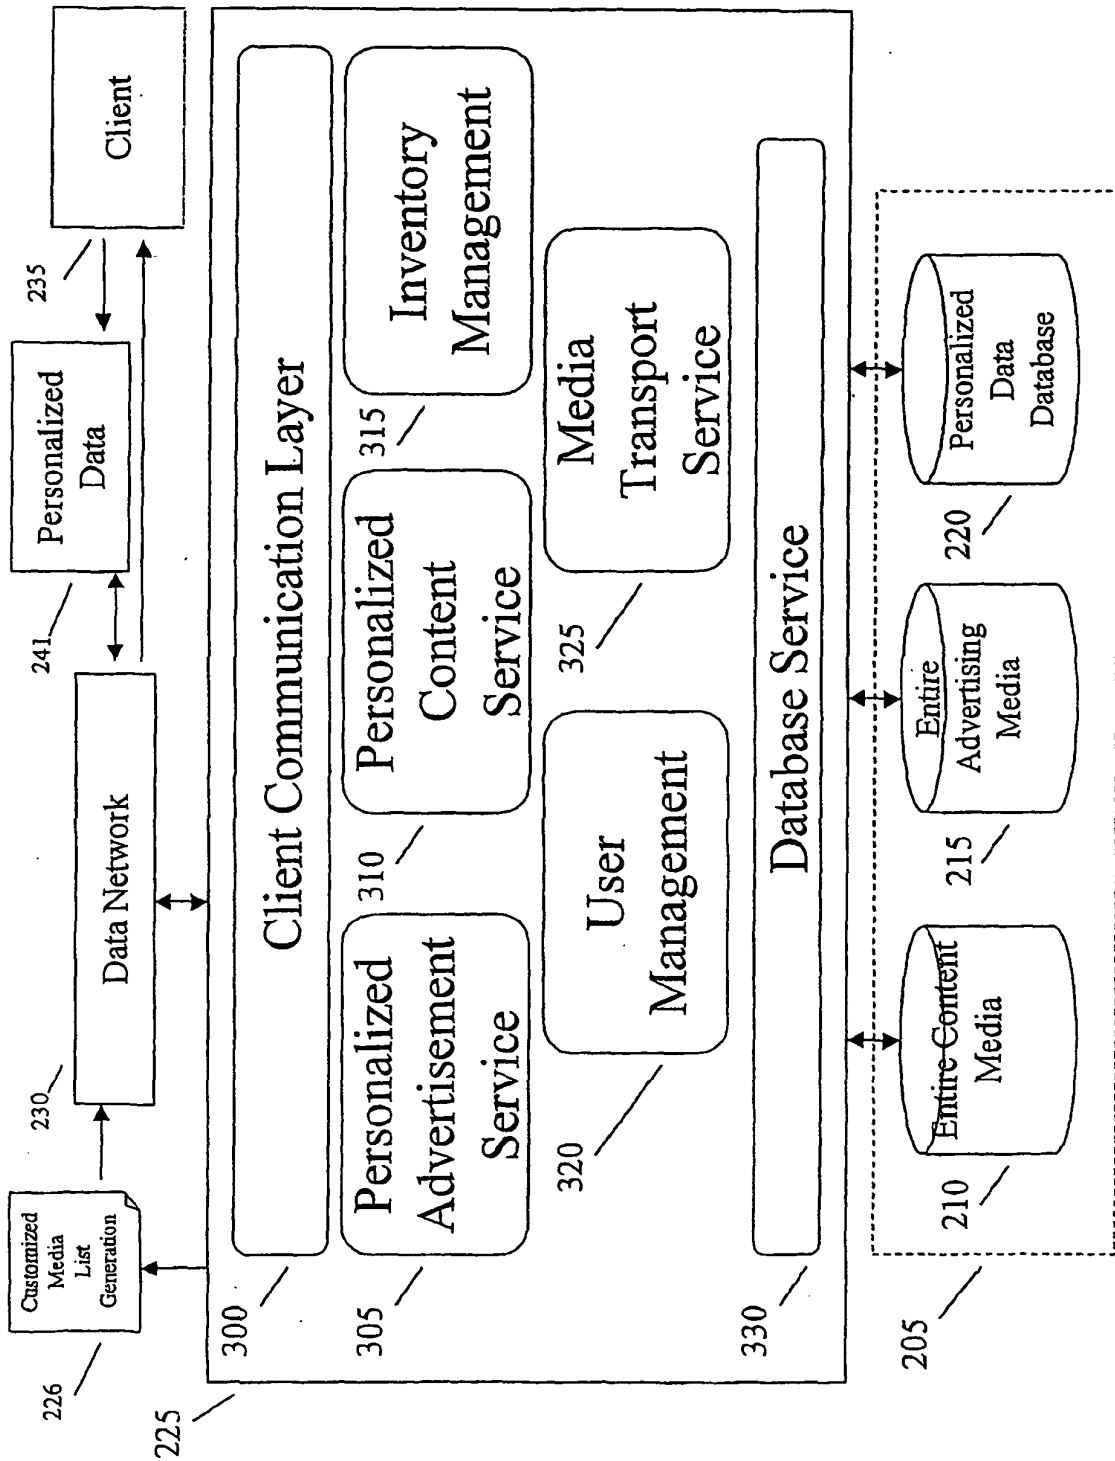 Customized
Media
List
Generation
226
230
Data Network
241
Personalized
Data
235
Client
225
300
Client Communication Layer
305
Personalized
Advertisement
Service
310
Personalized
Content
Service
315
Inventory
Management
320
User
Management
325
Media
Transport
Service
330
Database Service
205
210
Entire Content
Media
215
Entire
Advertising
Media
220
Personalized
Data
Database